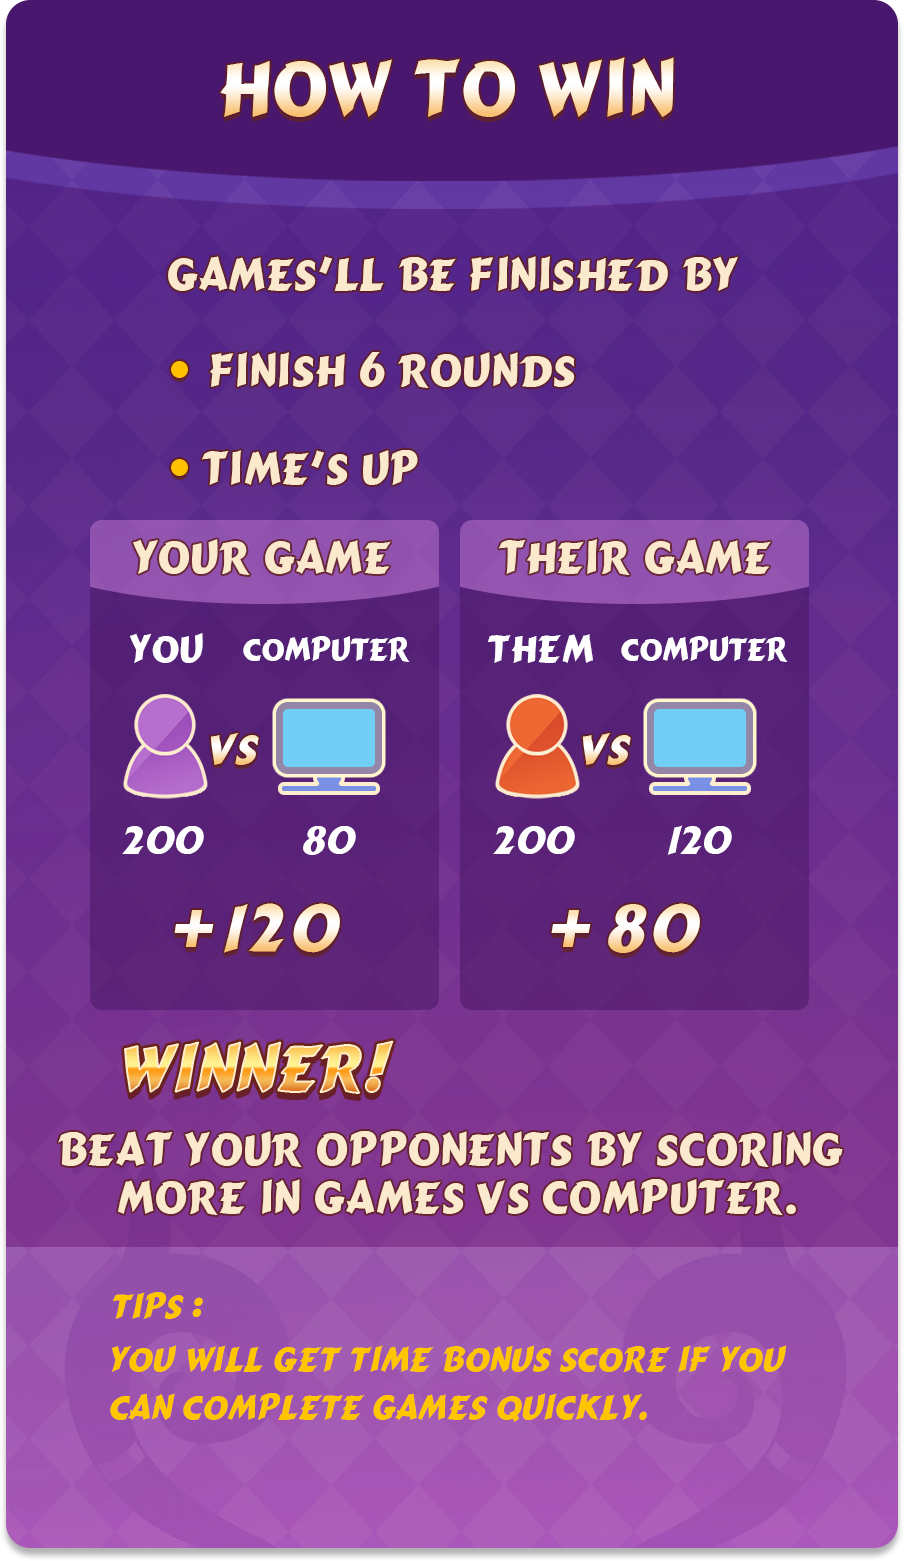 HOW TO WIN
GAMES'LL BE FINISHED BY
• FINISH 6 ROUNDS
• TIME'S UP
YOUR GAME
YOU COMPUTER
VS
200 80
+120
THEIR GAME
THEM COMPUTER
VS
200 120
+80
WINNER!
BEAT YOUR OPPONENTS BY SCORING
MORE IN GAMES VS COMPUTER.
TIPS :
YOU WILL GET TIME BONUS SCORE IF YOU
CAN COMPLETE GAMES QUICKLY.